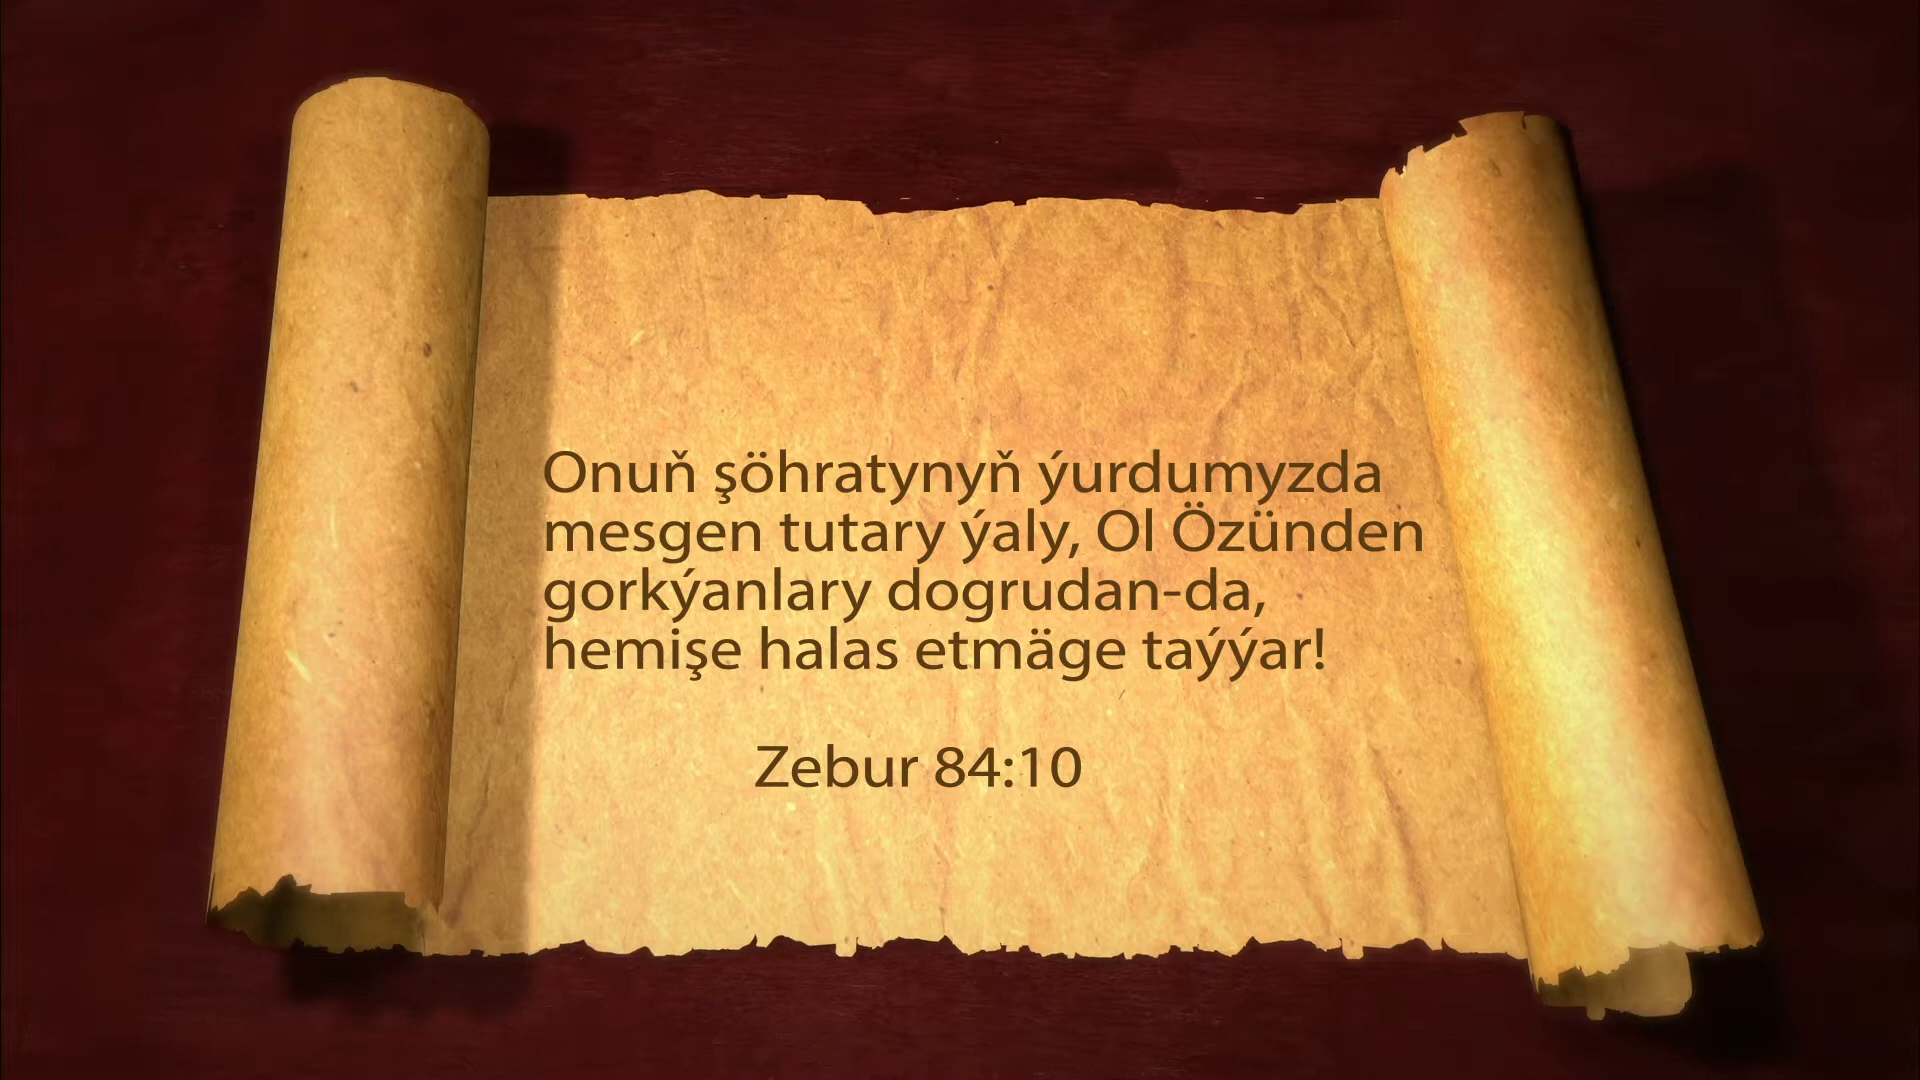 Onuň şöhratynyň ýurdumyzda
mesgen tutary ýaly, Ol Özünden
gorkýanlary dogrudan-da,
hemişe halas etmäge taýýar!
Zebur 84:10